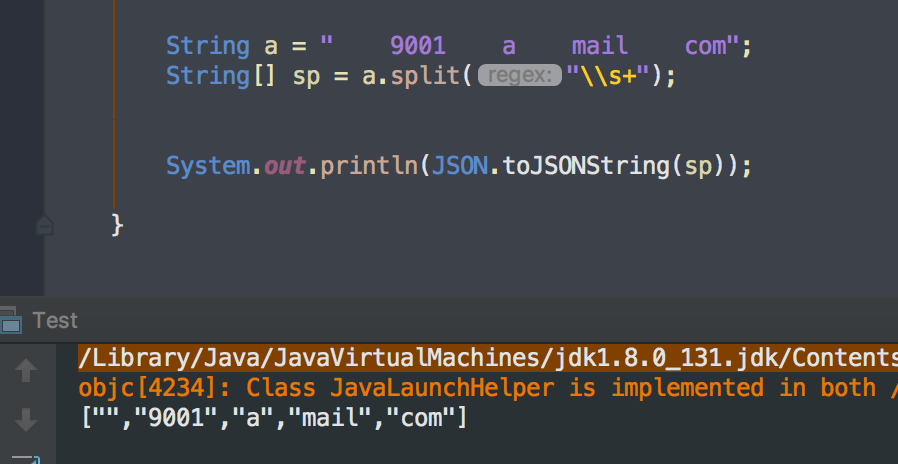 String a = "    9001    a    mail    com";
String[] sp = a.split( regex: "\\s+");
System.out.println(JSON.toJSONString(sp));
}
Test
/Library/Java/JavaVirtualMachines/jdk1.8.0_131.jdk/Contents
objc[4234]: Class JavaLaunchHelper is implemented in both /
["","9001","a","mail","com"]